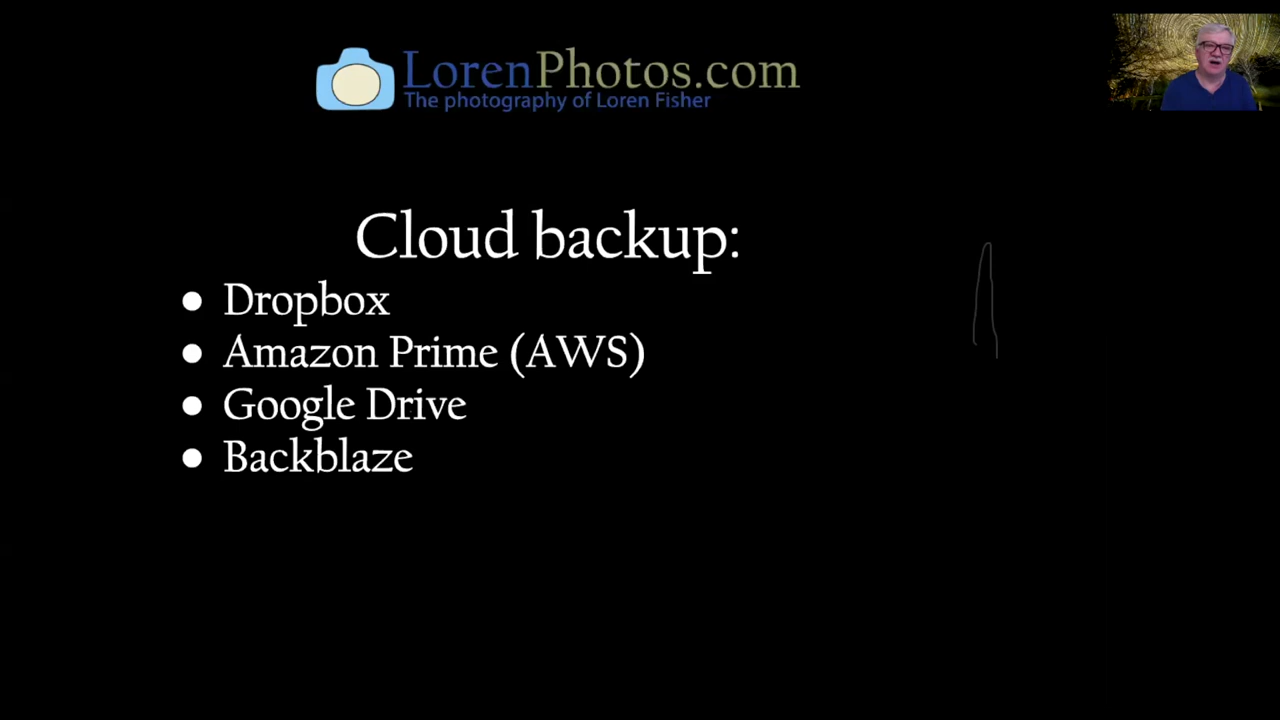 LorenPhotos.com
The photography of Loren Fisher
Cloud backup:
● Dropbox
● Amazon Prime (AWS)
● Google Drive
● Backblaze